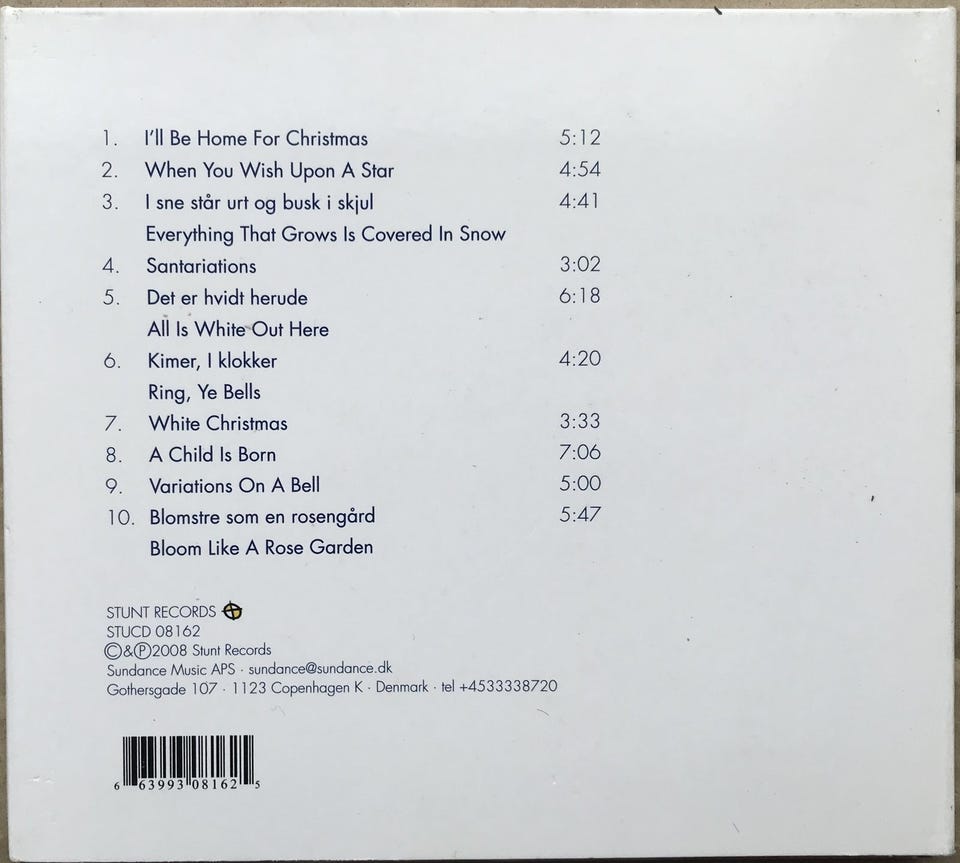 1. I'll Be Home For Christmas 5:12
2. When You Wish Upon A Star 4:54
3. I sne står urt og busk i skjul 4:41
Everything That Grows Is Covered In Snow
4. Santariations 3:02
5. Det er hvidt herude 6:18
All Is White Out Here
6. Kimer, I klokker 4:20
Ring, Ye Bells
7. White Christmas 3:33
8. A Child Is Born 7:06
9. Variations On A Bell 5:00
10. Blomstre som en rosengård 5:47
Bloom Like A Rose Garden
STUNT RECORDS
STUCD 08162
©&℗2008 Stunt Records
Sundance Music APS · sundance@sundance.dk
Gothersgade 107 · 1123 Copenhagen K · Denmark · tel +4533338720
6 63993 08162 5